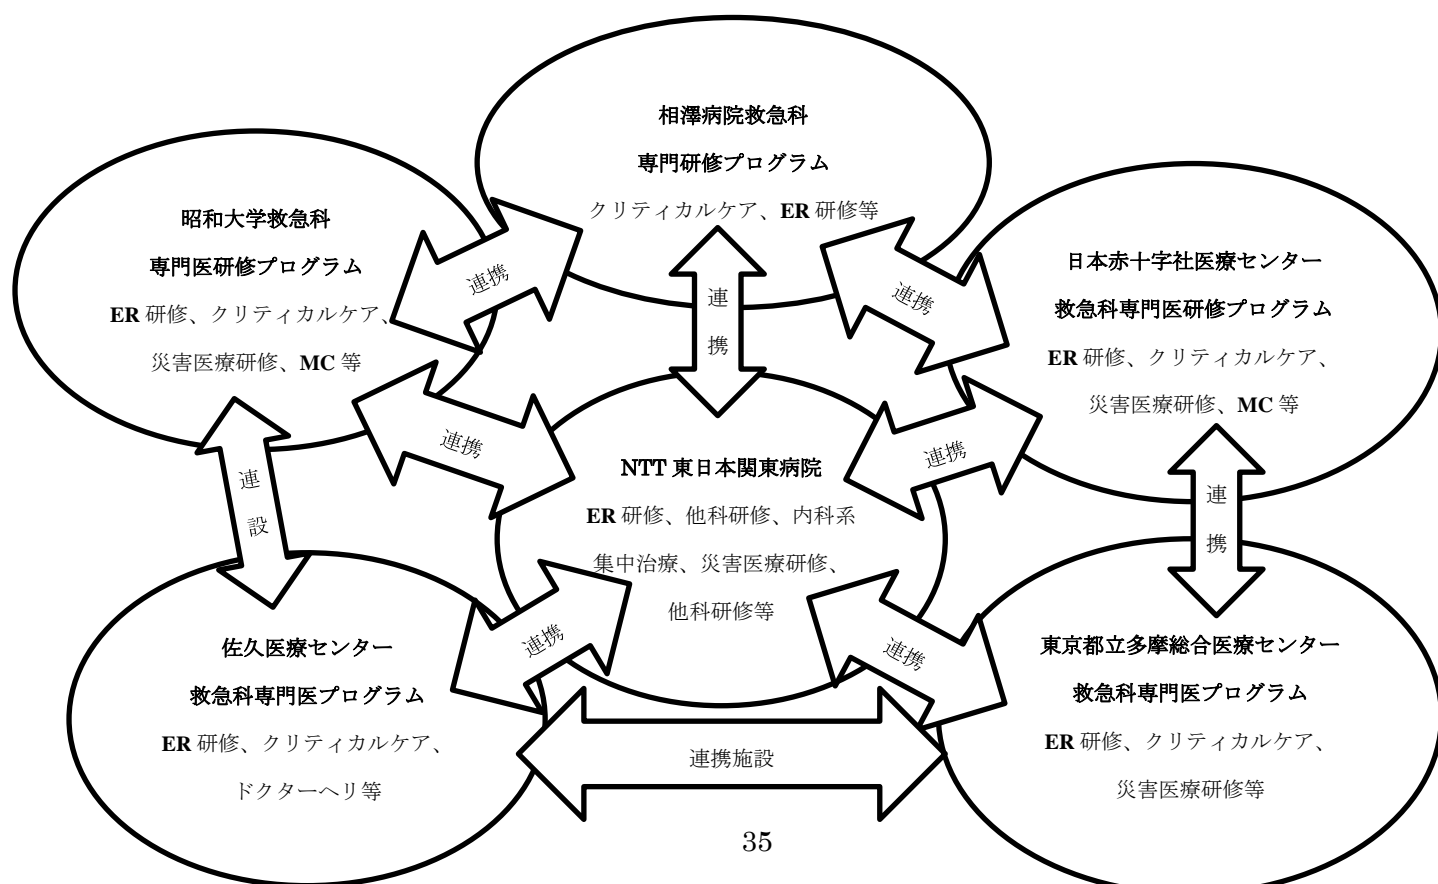 相澤病院救急科
専門研修プログラム
クリティカルケア、ER 研修等
昭和大学救急科
専門医研修プログラム
ER 研修、クリティカルケア、
災害医療研修、MC 等
日本赤十字社医療センター
救急科専門医研修プログラム
ER 研修、クリティカルケア、
災害医療研修、MC 等
連携
連携
連携
連携
連携
連設
連携
NTT 東日本関東病院
ER 研修、他科研修、内科系
集中治療、災害医療研修、
他科研修等
連携
連携
佐久医療センター
救急科専門医プログラム
ER 研修、クリティカルケア、
ドクターヘリ等
東京都立多摩総合医療センター
救急科専門医プログラム
ER 研修、クリティカルケア、
災害医療研修等
連携施設
35